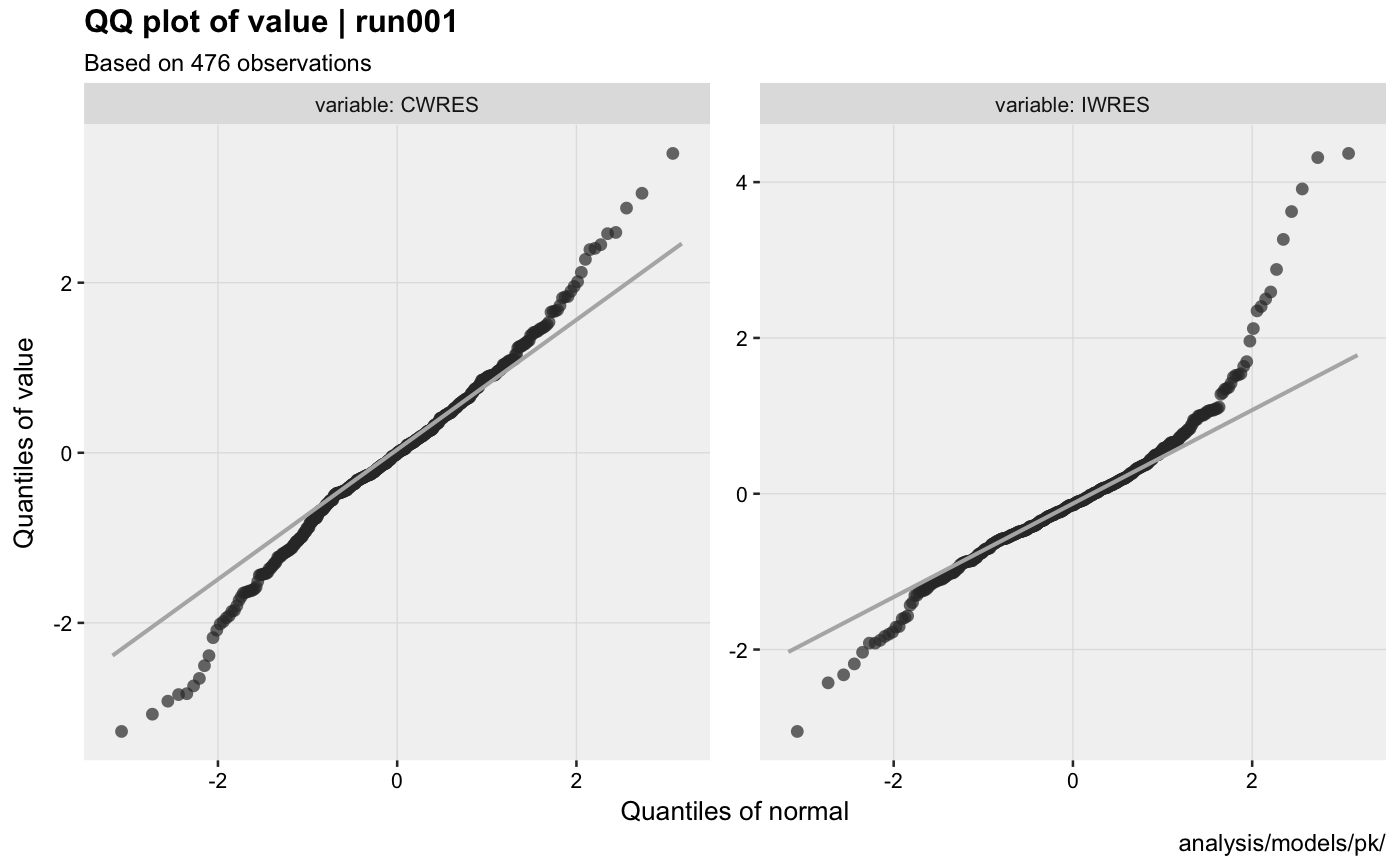 QQ plot of value | run001
Based on 476 observations
variable: CWRES
variable: IWRES
Quantiles of value
2
0
-2
4
2
0
-2
-2
0
2
-2
0
2
Quantiles of normal
analysis/models/pk/